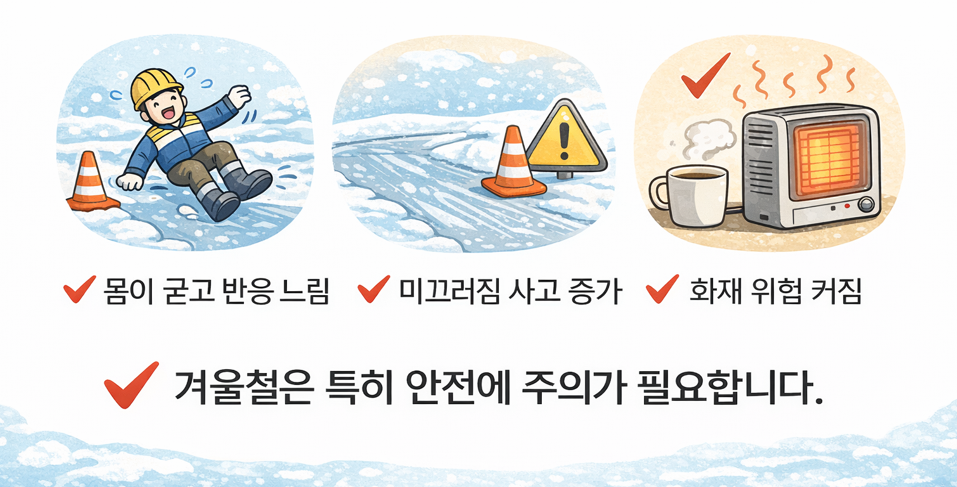 몸이 굳고 반응 느림
미끄러짐 사고 증가
화재 위험 커짐
겨울철은 특히 안전에 주의가 필요합니다.